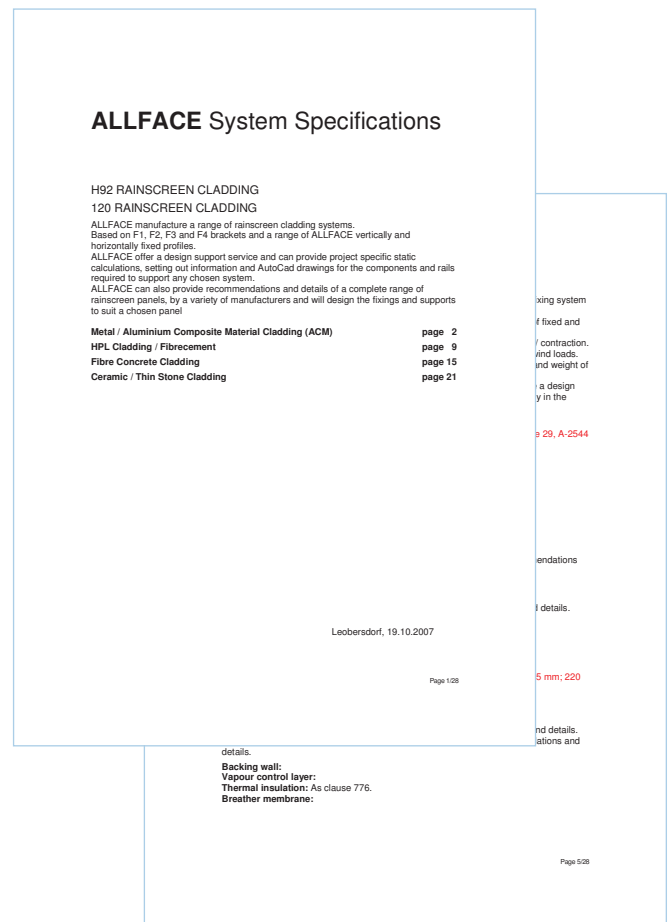 ALLFACE System Specifications
H92 RAINSCREEN CLADDING
120 RAINSCREEN CLADDING
ALLFACE manufacture a range of rainscreen cladding systems.
Based on F1, F2, F3 and F4 brackets and a range of ALLFACE vertically and
horizontally fixed profiles.
ALLFACE offer a design support service and can provide project specific static
calculations, setting out information and AutoCad drawings for the components and rails
required to support any chosen system.
ALLFACE can also provide recommendations and details of a complete range of
rainscreen panels, by a variety of manufacturers and will design the fixings and supports
to suit a chosen panel
Metal / Aluminium Composite Material Cladding (ACM) page 2
HPL Cladding / Fibrecement page 9
Fibre Concrete Cladding page 15
Ceramic / Thin Stone Cladding page 21
Leobersdorf, 19.10.2007
Page 1/28
system
of fixed and
/ contraction.
wind loads.
and weight of
a design
in the
29, A-2544
details.
5 mm; 220
details.
and
details.
Backing wall:
Vapour control layer:
Thermal insulation: As clause 776.
Breather membrane:
Page 5/28